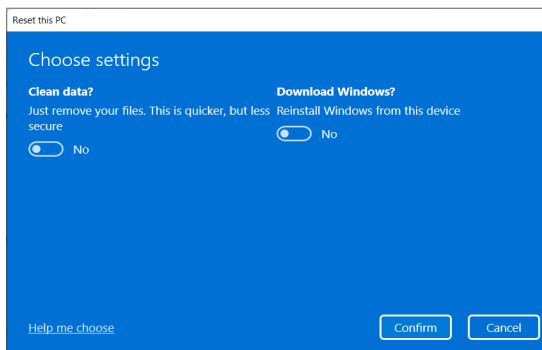 Reset this PC
Choose settings
Clean data?
Just remove your files. This is quicker, but less
secure
No
Download Windows?
Reinstall Windows from this device
No
Help me choose
Confirm
Cancel